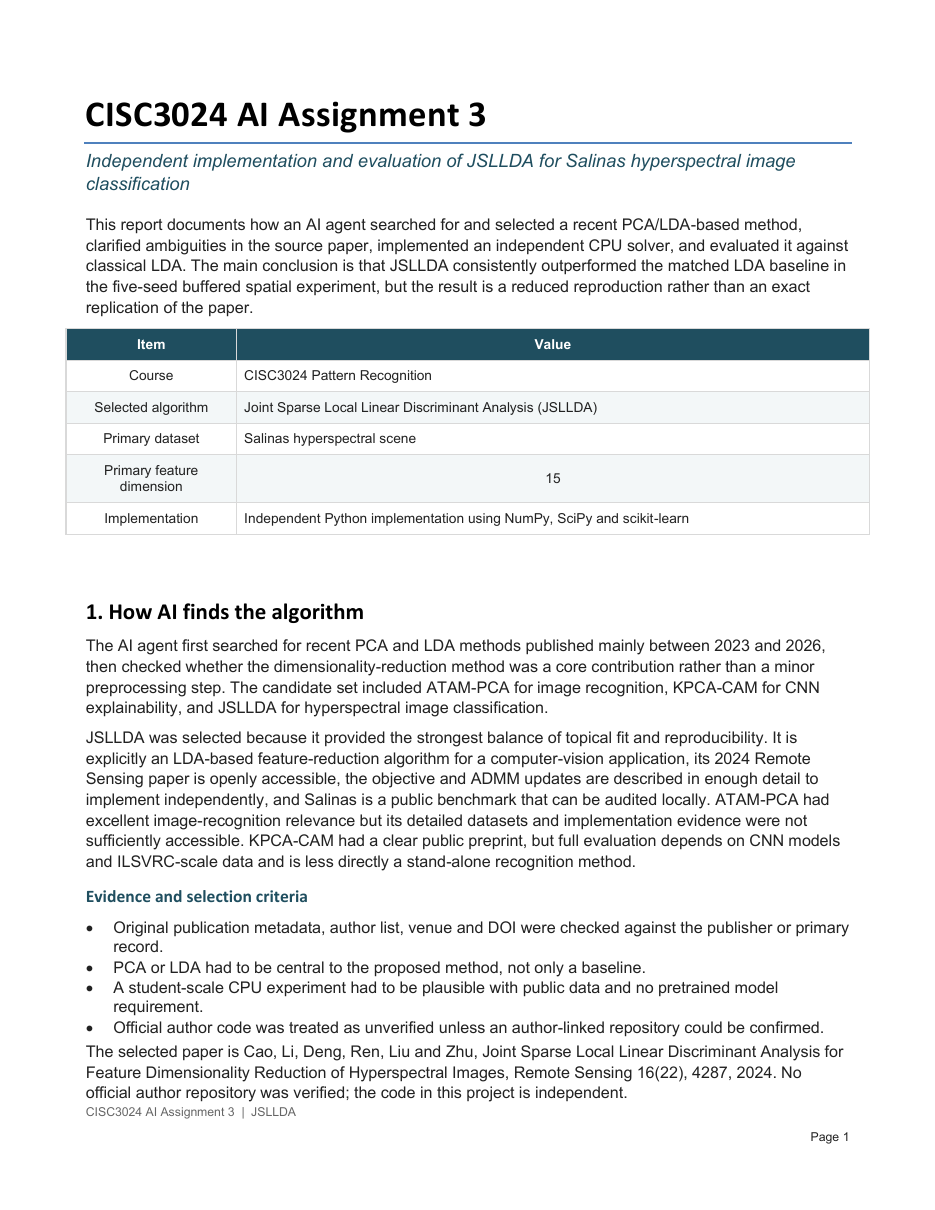 CISC3024 AI Assignment 3
Independent implementation and evaluation of JSLLDA for Salinas hyperspectral image
classification
This report documents how an AI agent searched for and selected a recent PCA/LDA-based method,
clarified ambiguities in the source paper, implemented an independent CPU solver, and evaluated it against
classical LDA. The main conclusion is that JSLLDA consistently outperformed the matched LDA baseline in
the five-seed buffered spatial experiment, but the result is a reduced reproduction rather than an exact
replication of the paper.
Item Value
Course CISC3024 Pattern Recognition
Selected algorithm Joint Sparse Local Linear Discriminant Analysis (JSLLDA)
Primary dataset Salinas hyperspectral scene
Primary feature
dimension 15
Implementation Independent Python implementation using NumPy, SciPy and scikit-learn
1. How AI finds the algorithm
The AI agent first searched for recent PCA and LDA methods published mainly between 2023 and 2026,
then checked whether the dimensionality-reduction method was a core contribution rather than a minor
preprocessing step. The candidate set included ATAM-PCA for image recognition, KPCA-CAM for CNN
explainability, and JSLLDA for hyperspectral image classification.
JSLLDA was selected because it provided the strongest balance of topical fit and reproducibility. It is
explicitly an LDA-based feature-reduction algorithm for a computer-vision application, its 2024 Remote
Sensing paper is openly accessible, the objective and ADMM updates are described in enough detail to
implement independently, and Salinas is a public benchmark that can be audited locally. ATAM-PCA had
excellent image-recognition relevance but its detailed datasets and implementation evidence were not
sufficiently accessible. KPCA-CAM had a clear public preprint, but full evaluation depends on CNN models
and ILSVRC-scale data and is less directly a stand-alone recognition method.
Evidence and selection criteria
• Original publication metadata, author list, venue and DOI were checked against the publisher or primary
record.
• PCA or LDA had to be central to the proposed method, not only a baseline.
• A student-scale CPU experiment had to be plausible with public data and no pretrained model
requirement.
• Official author code was treated as unverified unless an author-linked repository could be confirmed.
The selected paper is Cao, Li, Deng, Ren, Liu and Zhu, Joint Sparse Local Linear Discriminant Analysis for
Feature Dimensionality Reduction of Hyperspectral Images, Remote Sensing 16(22), 4287, 2024. No
official author repository was verified; the code in this project is independent.
CISC3024 AI Assignment 3 | JSLLDA
Page 1